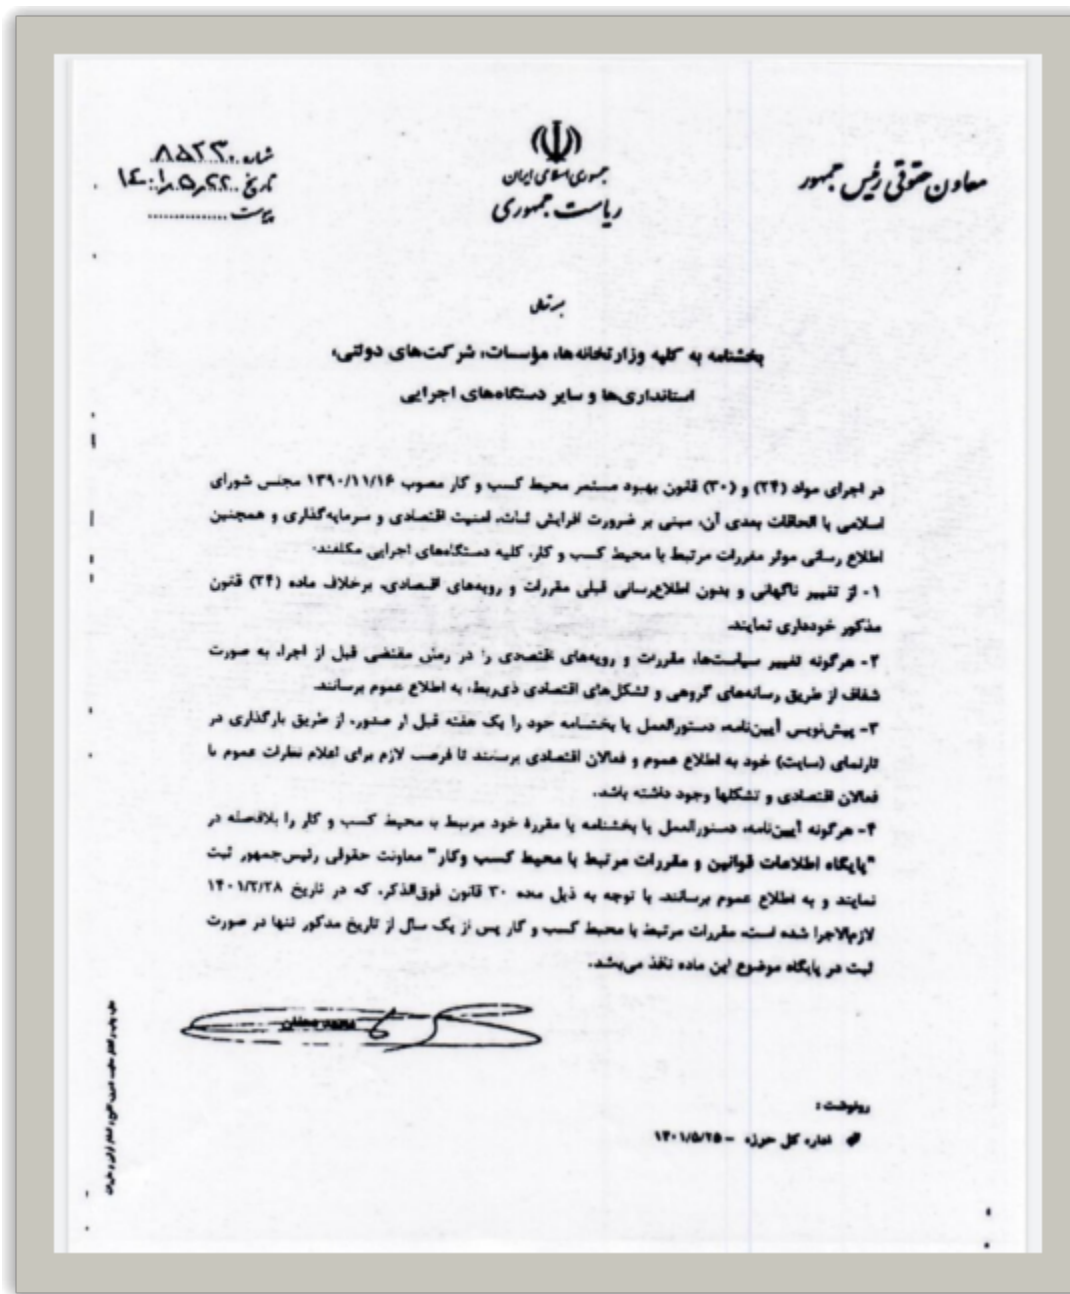 معاون حقوقی رئیس جمهور
جمهوری اسلامی ایران
ریاست جمهوری
شماره ۸۵۲۳۰
تاریخ ۱۴۰۱،۵،۲۲
پیوست
بخشنامه به کلیه وزارتخانه‌ها، مؤسسات، شرکت‌های دولتی،
استانداری‌ها و سایر دستگاه‌های اجرایی
در اجرای مواد (۲۴) و (۳۰) قانون بهبود مستمر محیط کسب و کار مصوب ۱۳۹۰/۱۱/۱۶ مجلس شورای
اسلامی با الحاقات بعدی آن، مبنی بر ضرورت افزایش ثبات، امنیت اقتصادی و سرمایه‌گذاری و همچنین
اطلاع رسانی موثر مقررات مرتبط با محیط کسب و کار، کلیه دستگاه‌های اجرایی مکلفند:
۱- از تغییر ناگهانی و بدون اطلاع‌رسانی قبلی مقررات و رویه‌های اقتصادی، برخلاف ماده (۲۴) قانون
مذکور خودداری نمایند.
۲- هرگونه تغییر سیاست‌ها، مقررات و رویه‌های اقتصادی را در زمان مقتضی قبل از اجرا، به صورت
شفاف از طریق رسانه‌های گروهی و تشکل‌های اقتصادی ذی‌ربط، به اطلاع عموم برسانند.
۳- پیش‌نویس آیین‌نامه، دستورالعمل یا بخشنامه خود را یک هفته قبل از صدور، از طریق بارگذاری در
تارنمای (سایت) خود به اطلاع عموم و فعالان اقتصادی برسانند تا فرصت لازم برای اعلام نظرات عموم با
فعالان اقتصادی و تشکلها وجود داشته باشد.
۴- هرگونه آیین‌نامه، دستورالعمل یا بخشنامه یا مقررۀ خود مرتبط به محیط کسب و کار را بلافاصله در
"پایگاه اطلاعات قوانین و مقررات مرتبط با محیط کسب وکار" معاونت حقوقی رئیس‌جمهور ثبت
نمایند و به اطلاع عموم برسانند. با توجه به ذیل ماده ۳۰ قانون فوق‌الذکر، که در تاریخ ۱۴۰۱/۲/۲۸
لازم‌الاجرا شده است، مقررات مرتبط با محیط کسب و کار پس از یک سال از تاریخ مذکور تنها در صورت
ثبت در پایگاه موضوع این ماده نافذ می‌باشد.
رونوشت :
اداره کل حوزه - ۱۴۰۱/۵/۲۵